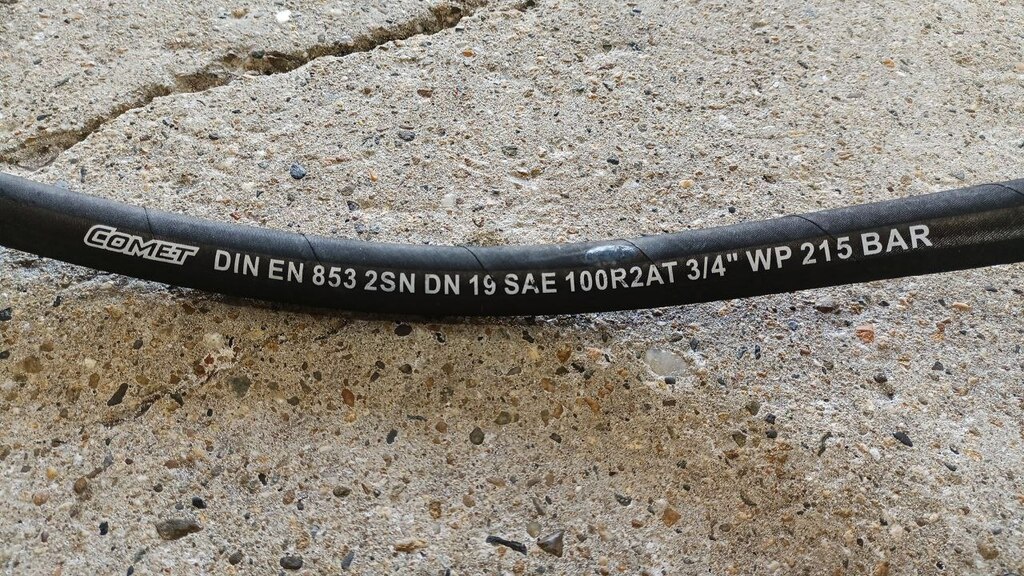 COMET DIN EN 853 2SN DN 19 SAE 100R2AT 3/4" WP 215 BAR